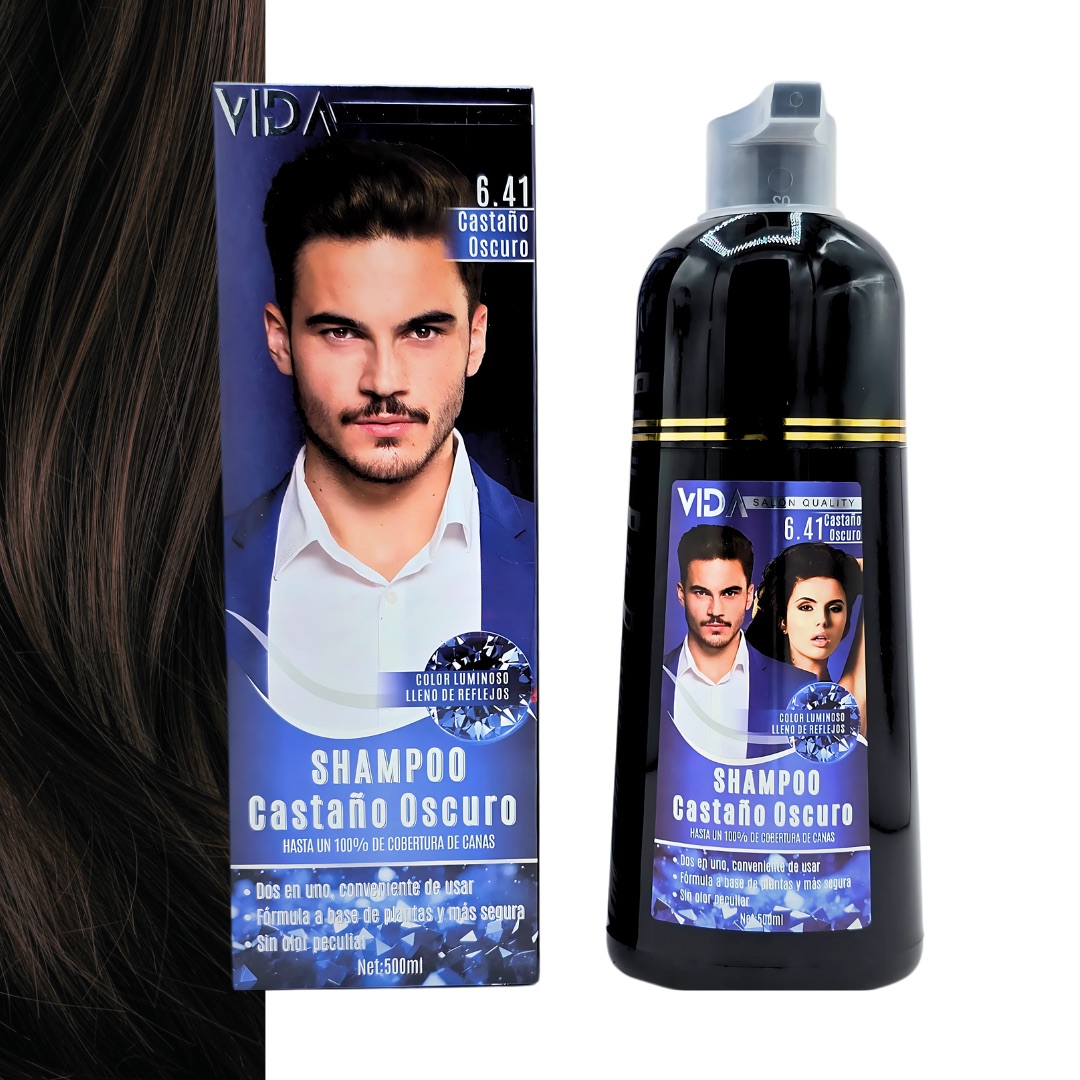 VIDA
6.41
Castaño
Oscuro
COLOR LUMINOSO
LLENO DE REFLEJOS
SHAMPOO
Castaño Oscuro
HASTA UN 100% DE COBERTURA DE CANAS
• Dos en uno, conveniente de usar
• Fórmula a base de plantas y más segura
• Sin olor peculiar
Net:500ml
VIDA SALON QUALITY
6.41 Castaño
Oscuro
COLOR LUMINOSO
LLENO DE REFLEJOS
SHAMPOO
Castaño Oscuro
HASTA UN 100% DE COBERTURA DE CANAS
• Dos en uno, conveniente de usar
• Fórmula a base de plantas y más segura
• Sin olor peculiar
Net:500ml